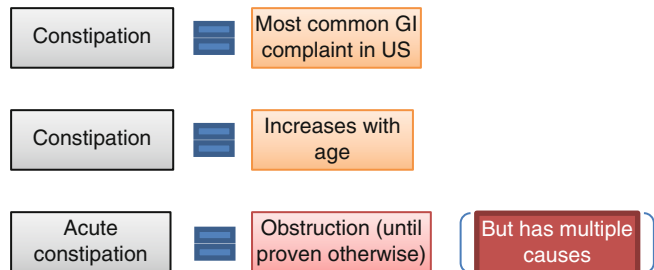 Constipation
Most common GI
complaint in US
Constipation
Increases with
age
Acute
constipation
Obstruction (until
proven otherwise)
But has multiple
causes